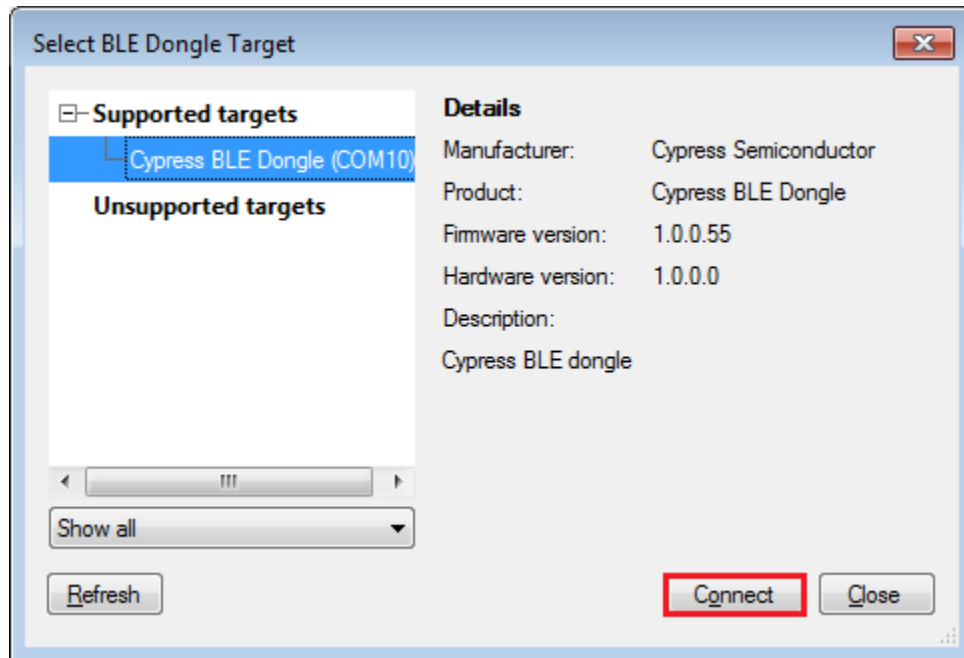 Select BLE Dongle Target
Supported targets
Cypress BLE Dongle (COM10)
Unsupported targets
Show all
Refresh
Details
Manufacturer: Cypress Semiconductor
Product: Cypress BLE Dongle
Firmware version: 1.0.0.55
Hardware version: 1.0.0.0
Description:
Cypress BLE dongle
Connect Close